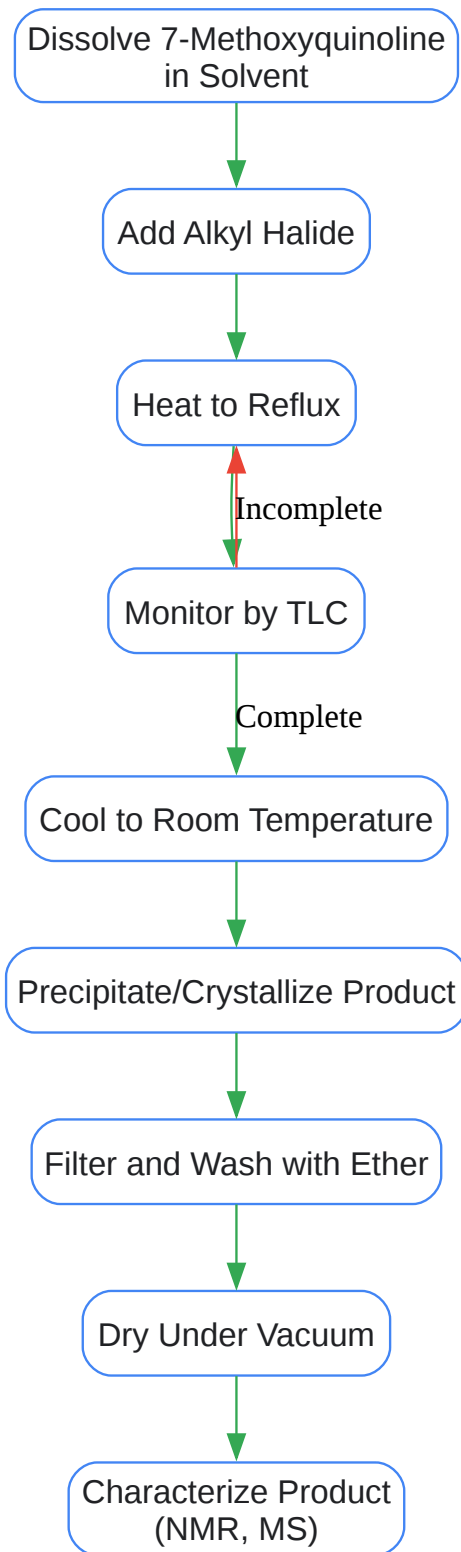 Dissolve 7-Methoxyquinoline
in Solvent
Add Alkyl Halide
Heat to Reflux
Incomplete
Monitor by TLC
Complete
Cool to Room Temperature
Precipitate/Crystallize Product
Filter and Wash with Ether
Dry Under Vacuum
Characterize Product
(NMR, MS)